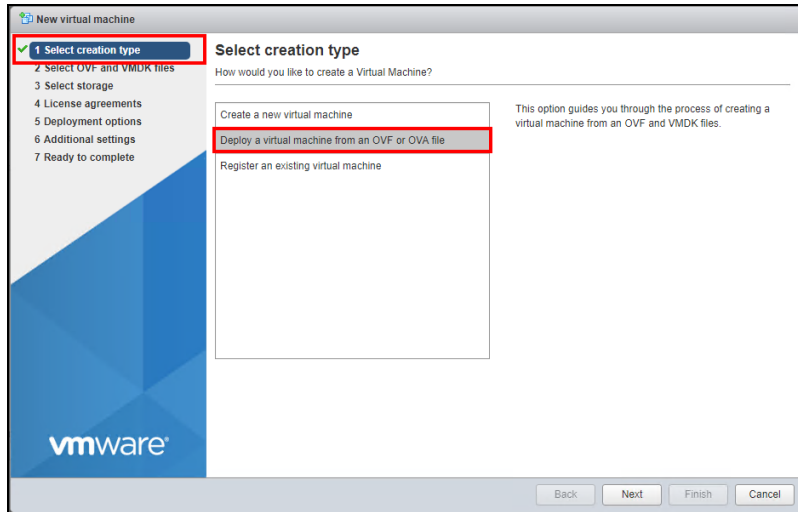 New virtual machine
1 Select creation type
2 Select OVF and VMDK files
3 Select storage
4 License agreements
5 Deployment options
6 Additional settings
7 Ready to complete
vmware®
Select creation type
How would you like to create a Virtual Machine?
Create a new virtual machine
Deploy a virtual machine from an OVF or OVA file
Register an existing virtual machine
This option guides you through the process of creating a
virtual machine from an OVF and VMDK files.
Back Next Finish Cancel